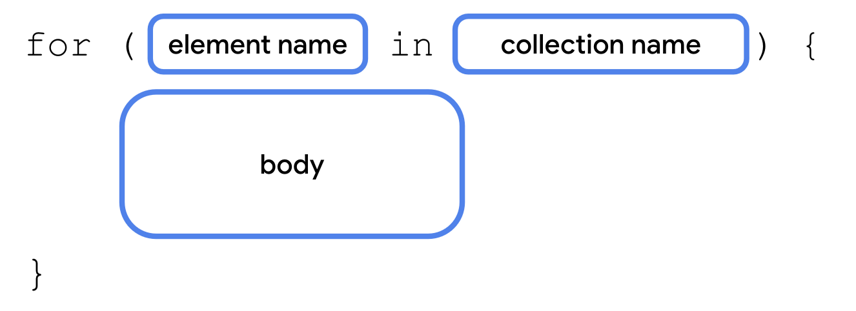 for ( element name in collection name ) {
body
}